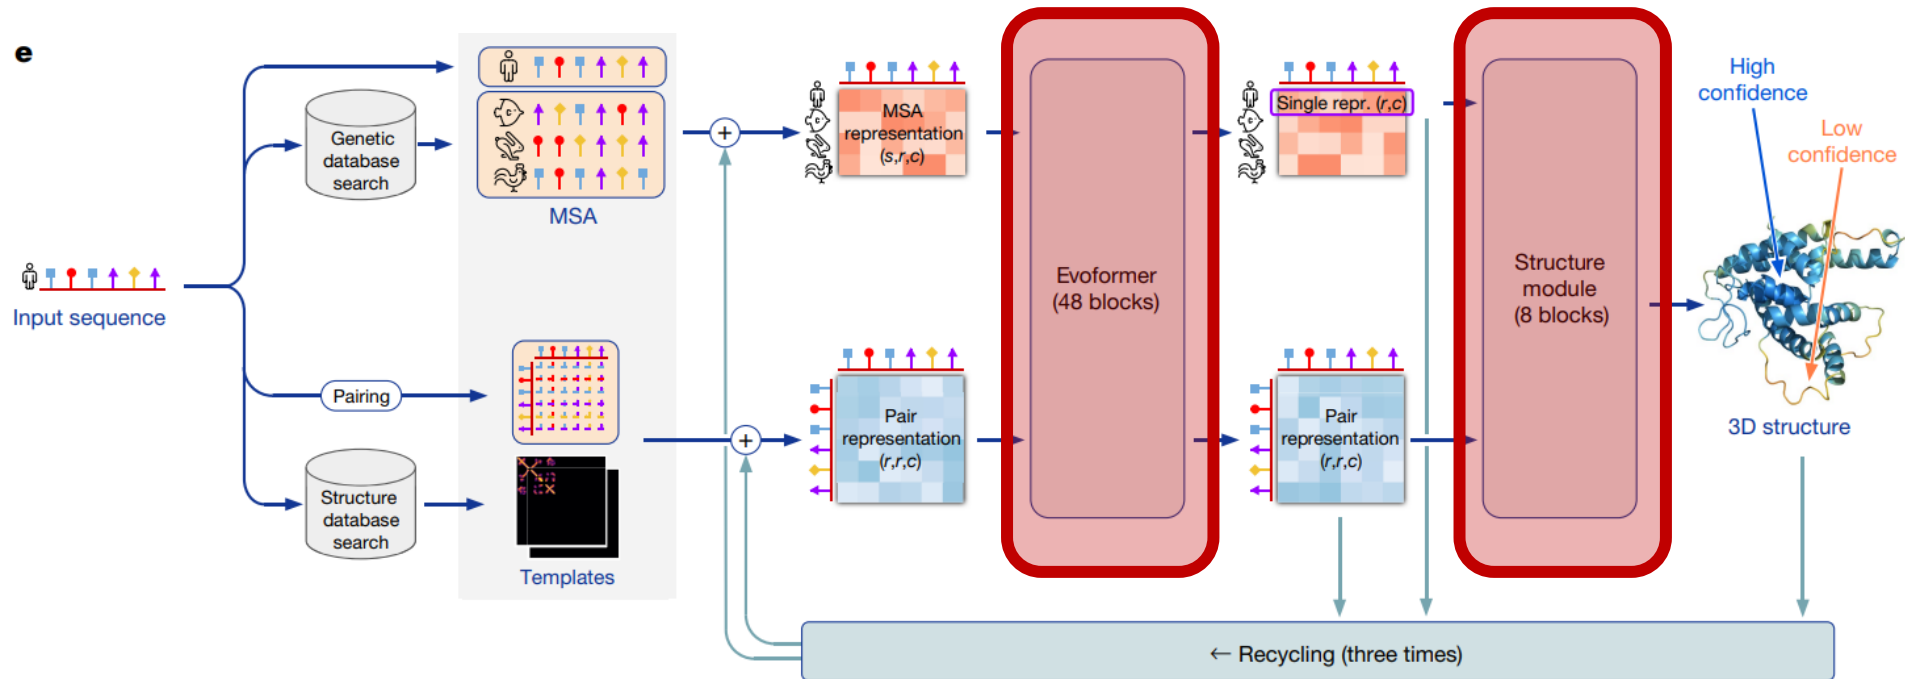 e
Input sequence
Genetic
database
search
MSA
Pairing
Structure
database
search
Templates
+
+
MSA
representation
(s,r,c)
Pair
representation
(r,r,c)
Evoformer
(48 blocks)
Single repr. (r,c)
Pair
representation
(r,r,c)
Structure
module
(8 blocks)
High
confidence
Low
confidence
3D structure
← Recycling (three times)